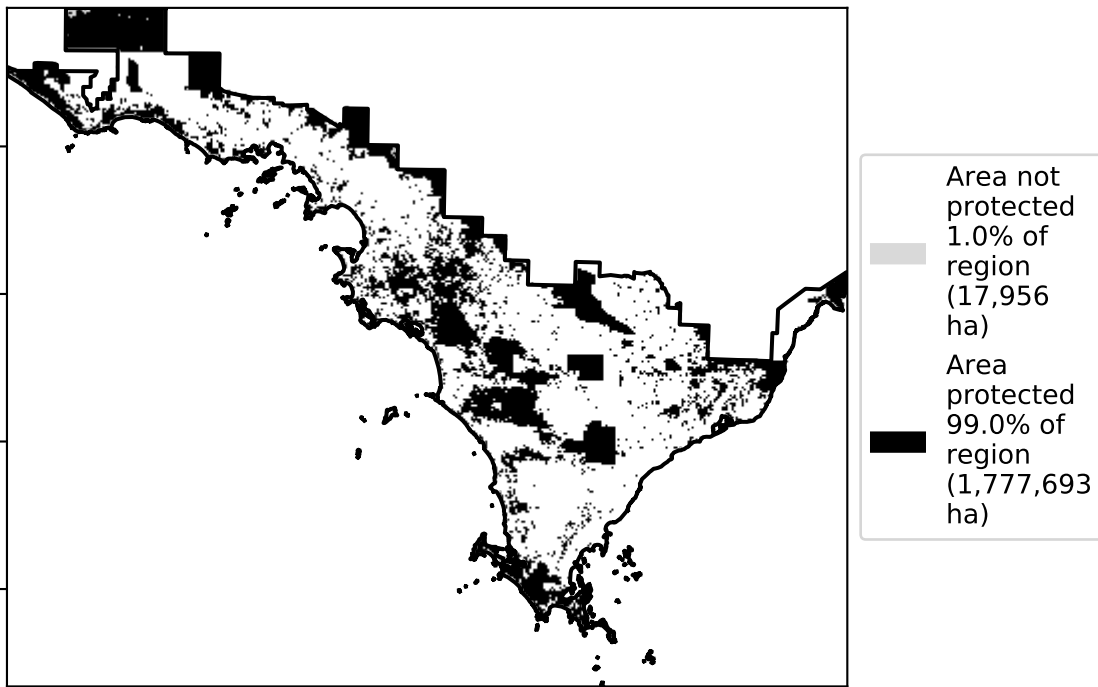 Area not
protected
1.0% of
region
(17,956
ha)
Area
protected
99.0% of
region
(1,777,693
ha)